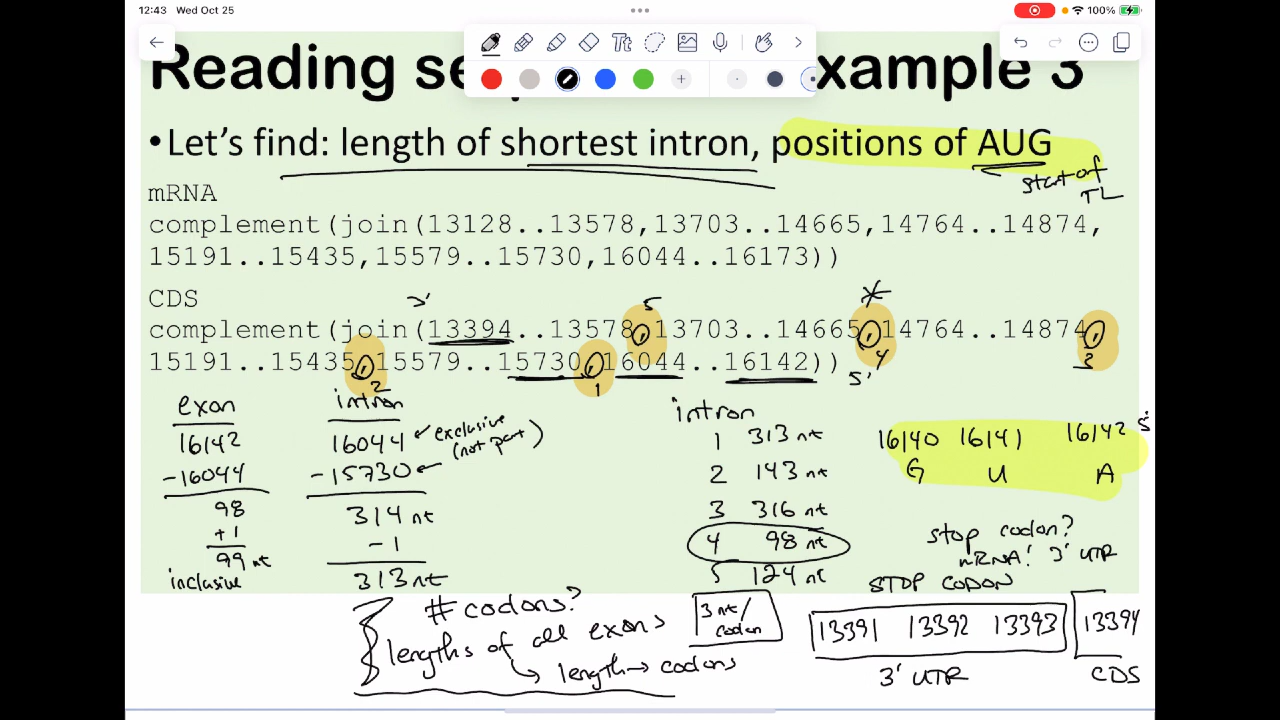 12:43 Wed Oct 25
100%
Tt
Reading se xample 3
•Let's find: length of shortest intron, positions of AUG
start of
TL
mRNA
complement(join(13128..13578,13703..14665,14764..14874,
15191..15435,15579..15730,16044..16173))
CDS
3'
5
*
complement(join(13394..13578,13703..14665,14764..14874,
15191..15435,15579..15730,16044..16142))
2
1
4
5'
3
exon
16142
-16044
98
+1
99 nt
inclusive
intron
16044 ← exclusive
(not part)
-15730 ←
314 nt
-1
313 nt
intron
1 313 nt
2 143 nt
3 316 nt
4 98 nt
5 124 nt
16140 16141 16142 5'
G U A
stop codon?
mRNA! 3' UTR
STOP CODON
13391 13392 13393 13394
3' UTR CDS
# codons?
lengths of all exons
length → codons
3 nt/
codon